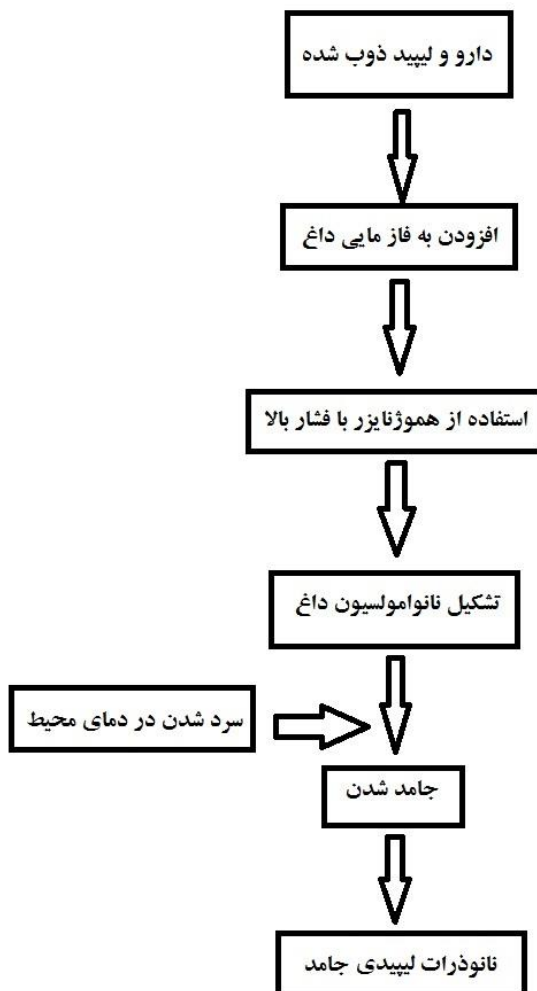 دارو و لیپید ذوب شده
افزودن به فاز مایی داغ
استفاده از هموژنایزر با فشار بالا
تشکیل نانوامولسیون داغ
سرد شدن در دمای محیط
جامد شدن
نانوذرات لیپیدی جامد